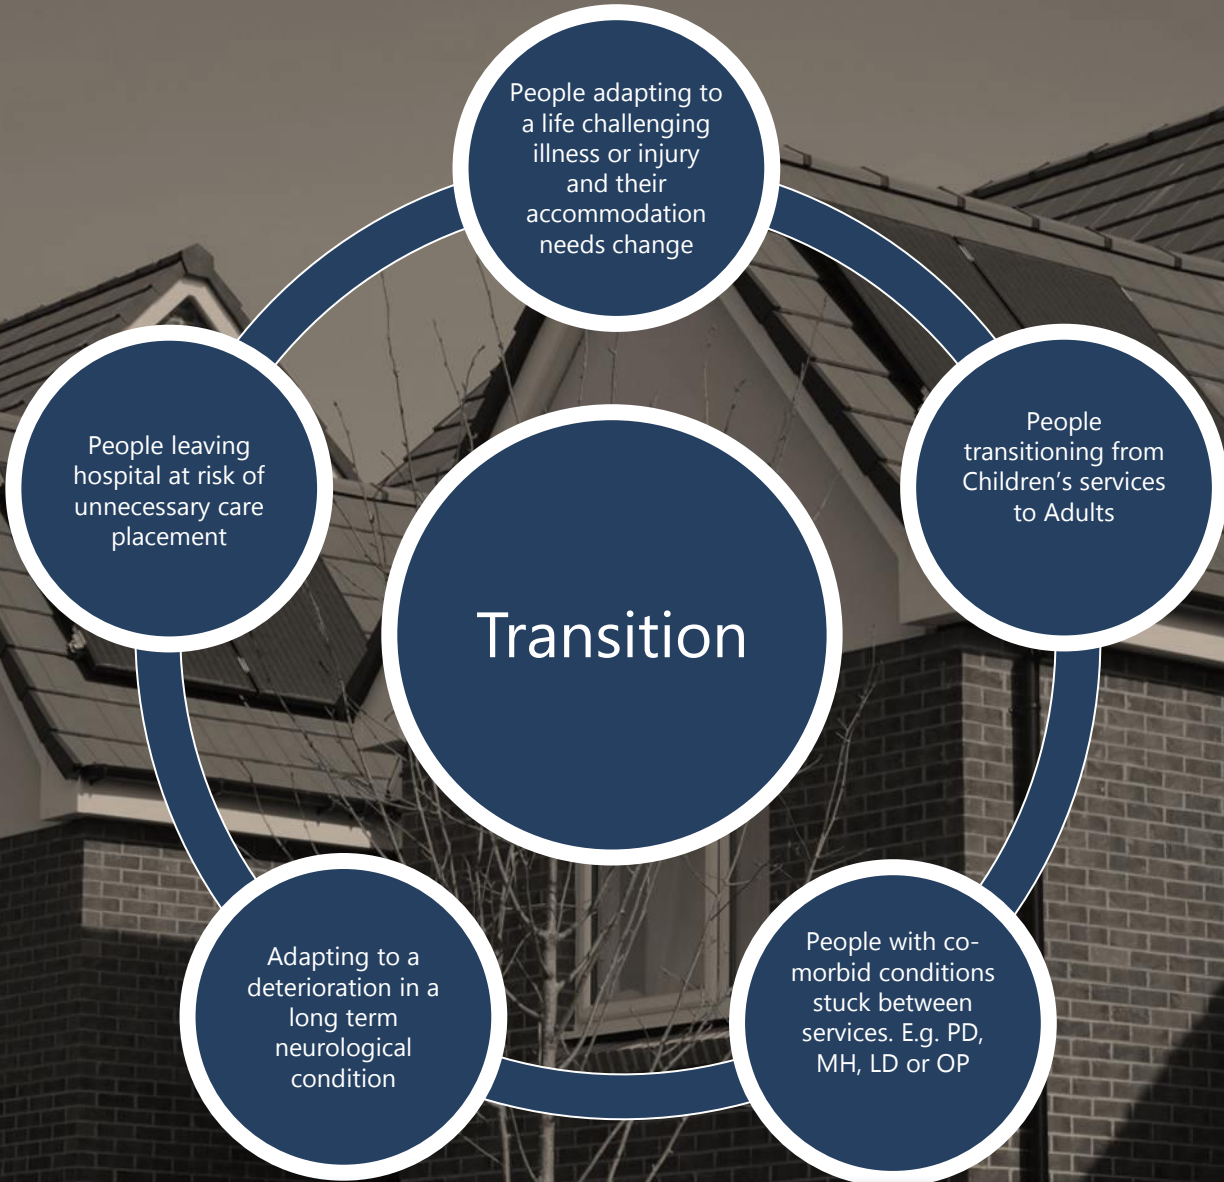 People adapting to
a life challenging
illness or injury
and their
accommodation
needs change
People
transitioning from
Children’s services
to Adults
People with co-
morbid conditions
stuck between
services. E.g. PD,
MH, LD or OP
Adapting to a
deterioration in a
long term
neurological
condition
People leaving
hospital at risk of
unnecessary care
placement
Transition